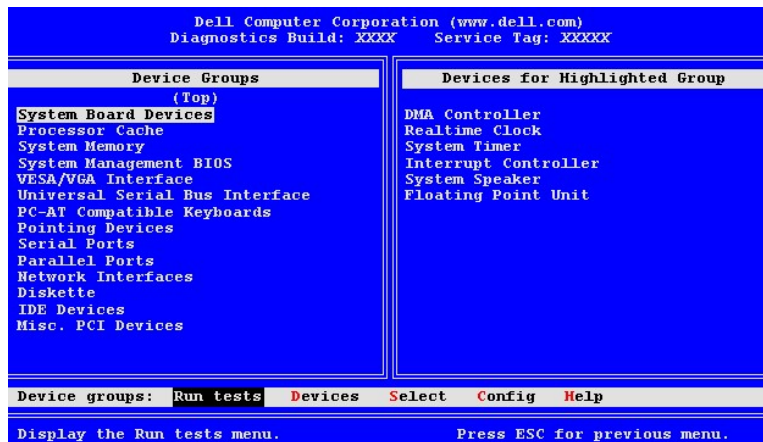 Dell Computer Corporation (www.dell.com)
Diagnostics Build: XXXX Service Tag: XXXXX
Device Groups
(Top)
System Board Devices
Processor Cache
System Memory
System Management BIOS
VESA/VGA Interface
Universal Serial Bus Interface
PC-AT Compatible Keyboards
Pointing Devices
Serial Ports
Parallel Ports
Network Interfaces
Diskette
IDE Devices
Misc. PCI Devices
Devices for Highlighted Group
DMA Controller
Realtime Clock
System Timer
Interrupt Controller
System Speaker
Floating Point Unit
Device groups: Run tests Devices Select Config Help
Display the Run tests menu. Press ESC for previous menu.